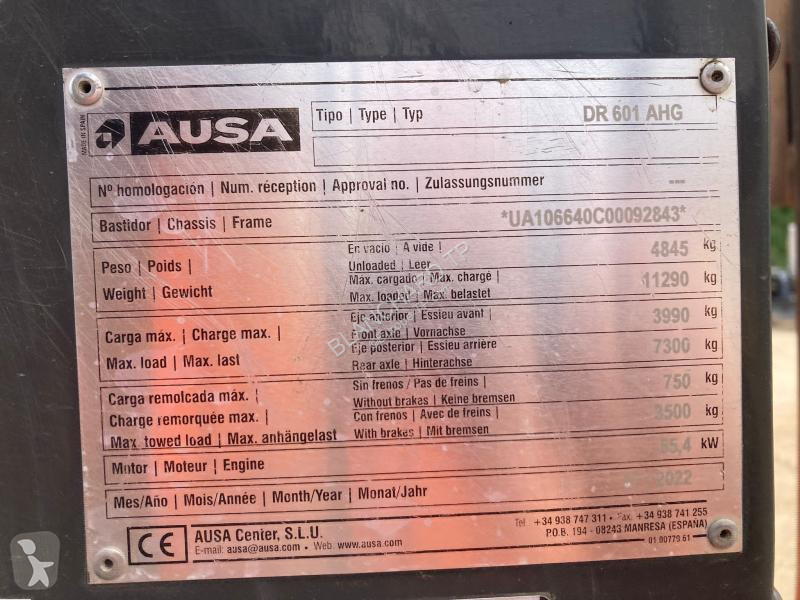 MADE IN SPAIN
AUSA
Tipo | Type | Typ DR 601 AHG
Nº homologación | Num. réception | Approval no. | Zulassungsnummer ---
Bastidor | Chassis | Frame *UA106640C00092843*
Peso | Poids |
Weight | Gewicht
En vacio | A vide |
Unloaded | Leer
4845 kg
Máx. cargado | Max. chargé |
Max. loaded | Max. belastet
11290 kg
Carga máx. | Charge max. |
Max. load | Max. last
Eje anterior | Essieu avant |
Front axle | Vornachse
3990 kg
Eje posterior | Essieu arrière
Rear axle | Hinterachse
7300 kg
Carga remolcada máx. |
Charge remorquée max. |
Max. towed load | Max. anhängelast
Sin frenos / Pas de freins |
Without brakes | Keine bremsen
750 kg
Con frenos | Avec de freins |
With brakes | Mit bremsen
3500 kg
Motor | Moteur | Engine 55,4 kW
Mes/Año | Mois/Année | Month/Year | Monat/Jahr 2022
CE
AUSA Center, S.L.U.
E-mail: ausa@ausa.com • Web: www.ausa.com
Tel. +34 938 747 311 • Fax. +34 938 741 255
P.O.B. 194 - 08243 MANRESA (ESPAÑA)
01.00779.61